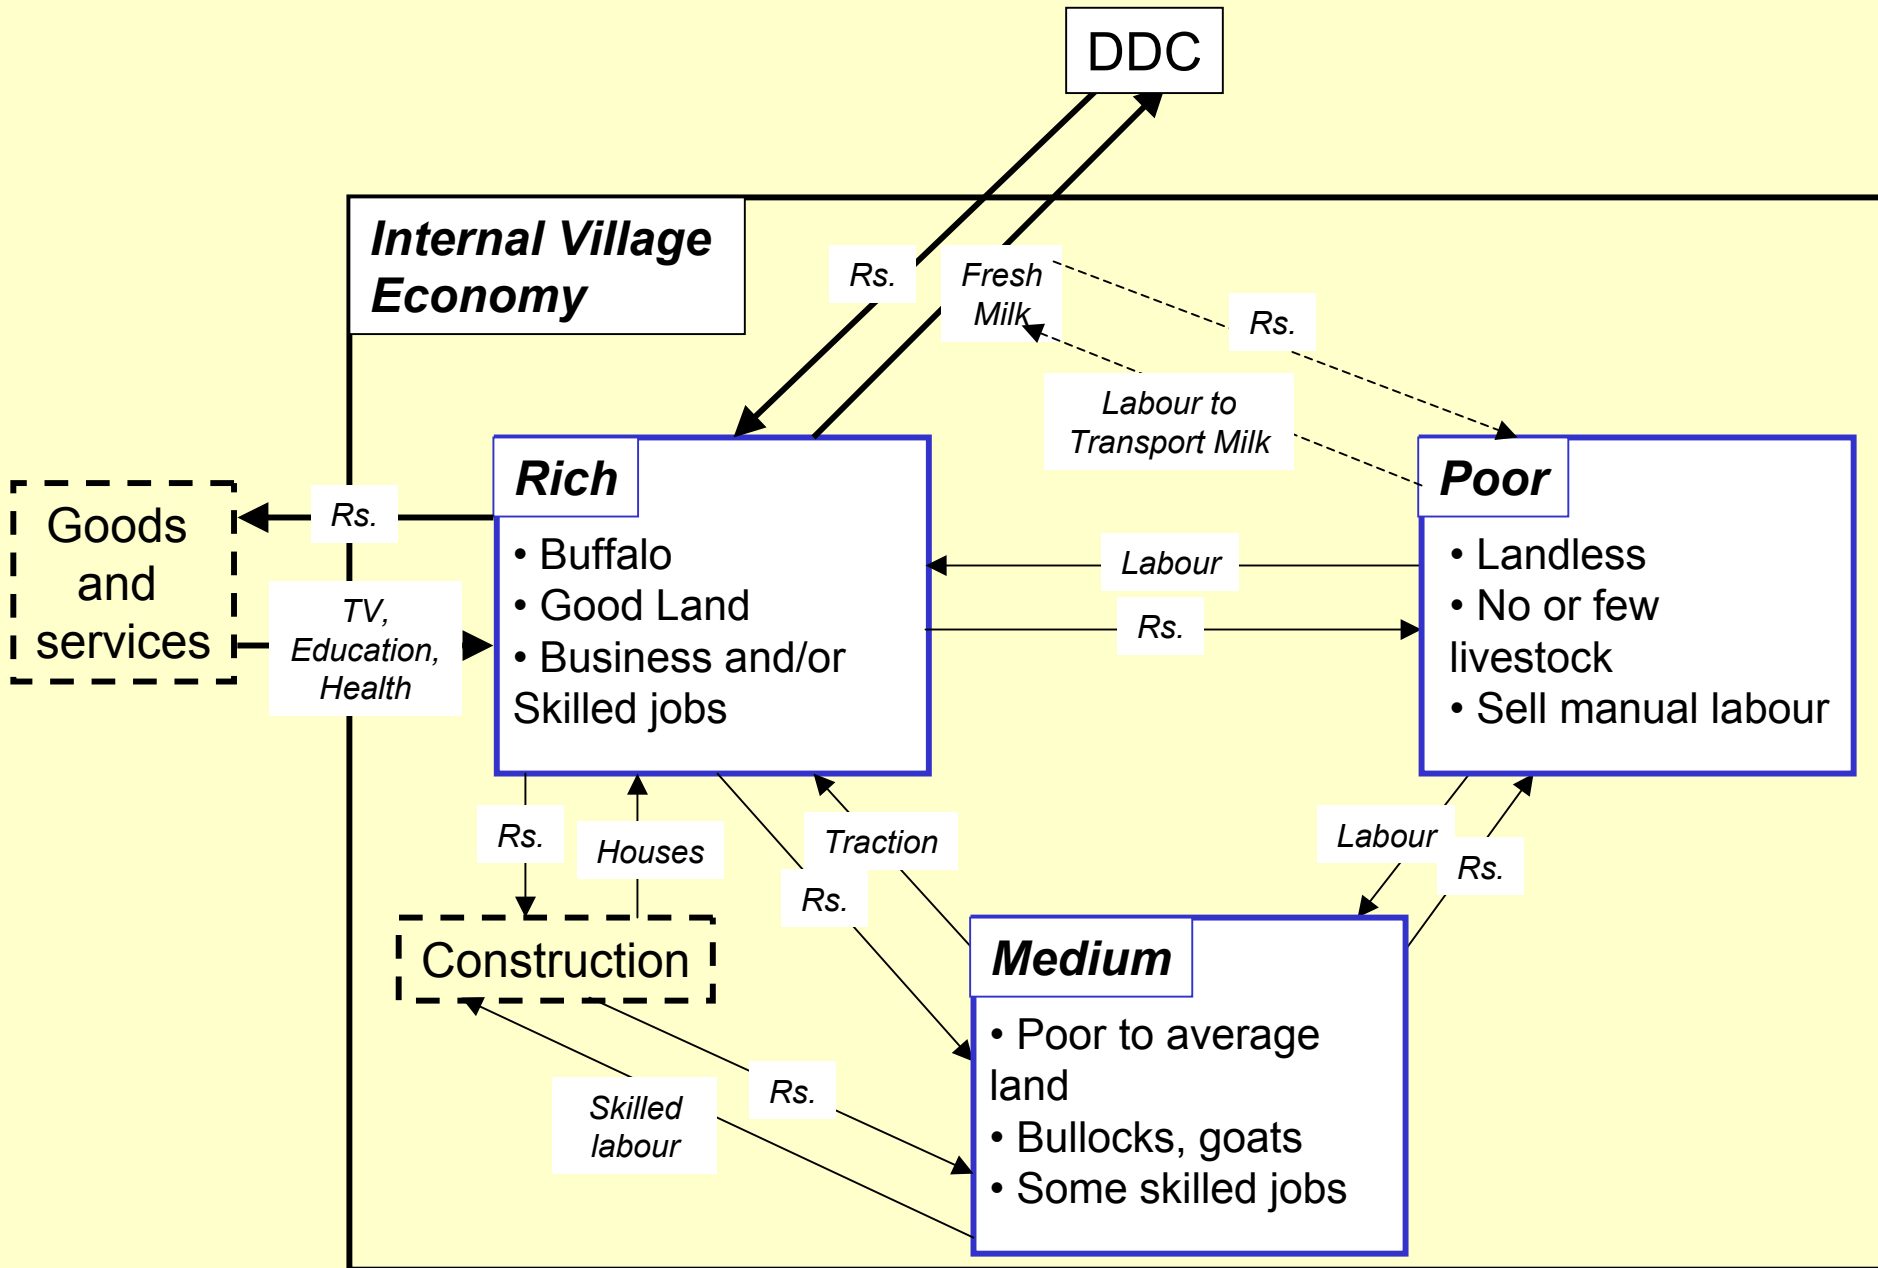 DDC
Internal Village
Economy
Rs.
Fresh
Milk
Rs.
Labour to
Transport Milk
Goods
and
services
Rs.
TV,
Education,
Health
Rich
• Buffalo
• Good Land
• Business and/or
Skilled jobs
Labour
Rs.
Poor
• Landless
• No or few
livestock
• Sell manual labour
Rs.
Houses
Traction
Rs.
Labour
Rs.
Construction
Skilled
labour
Rs.
Medium
• Poor to average
land
• Bullocks, goats
• Some skilled jobs